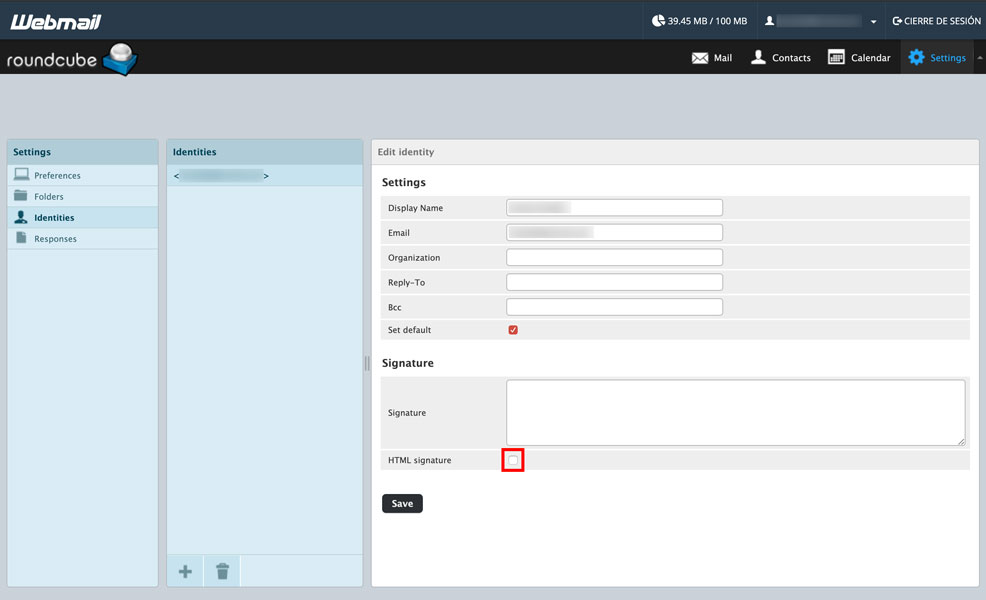 Webmail
39.45 MB / 100 MB
CIERRE DE SESIÓN
roundcube
Mail
Contacts
Calendar
Settings
Settings
Preferences
Folders
Identities
Responses
Identities
< >
Edit identity
Settings
Display Name
Email
Organization
Reply-To
Bcc
Set default
Signature
Signature
HTML signature
Save